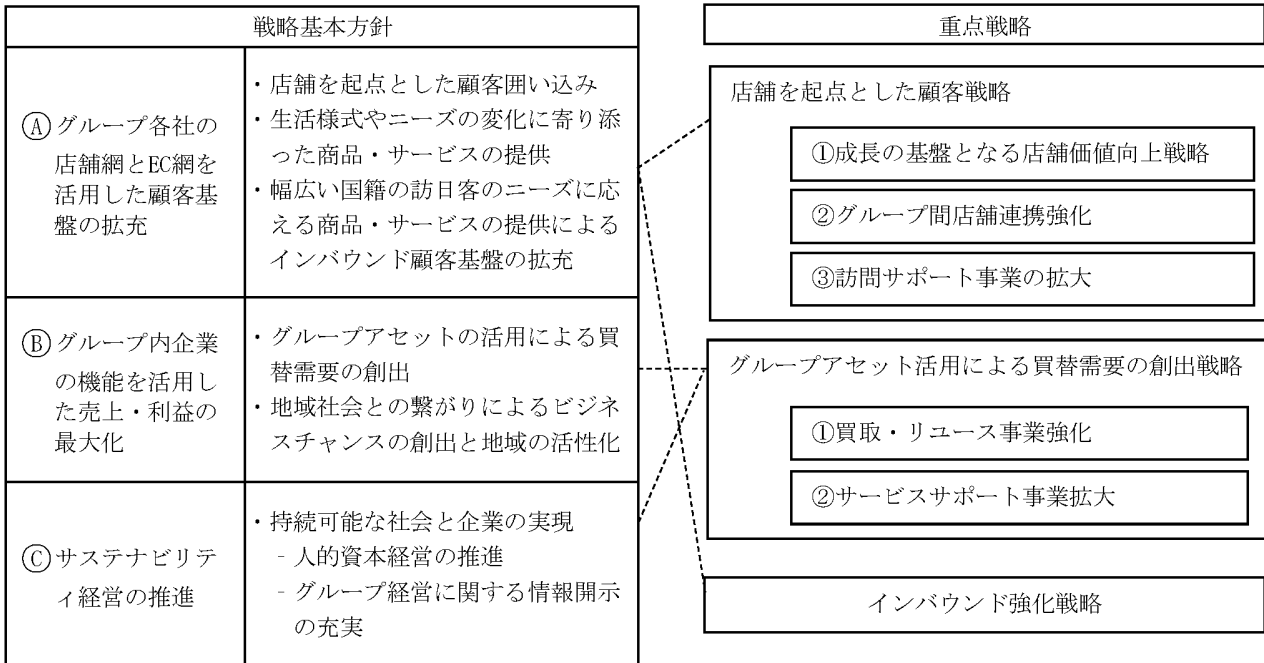 戦略基本方針
Ⓐグループ各社の
店舗網とEC網を
活用した顧客基
盤の拡充
・店舗を起点とした顧客囲い込み
・生活様式やニーズの変化に寄り添
った商品・サービスの提供
・幅広い国籍の訪日客のニーズに応
える商品・サービスの提供による
インバウンド顧客基盤の拡充
Ⓑグループ内企業
の機能を活用し
た売上・利益の
最大化
・グループアセットの活用による買
替需要の創出
・地域社会との繋がりによるビジネ
スチャンスの創出と地域の活性化
Ⓒサステナビリテ
ィ経営の推進
・持続可能な社会と企業の実現
- 人的資本経営の推進
- グループ経営に関する情報開示
の充実
重点戦略
店舗を起点とした顧客戦略
①成長の基盤となる店舗価値向上戦略
②グループ間店舗連携強化
③訪問サポート事業の拡大
グループアセット活用による買替需要の創出戦略
①買取・リユース事業強化
②サービスサポート事業拡大
インバウンド強化戦略